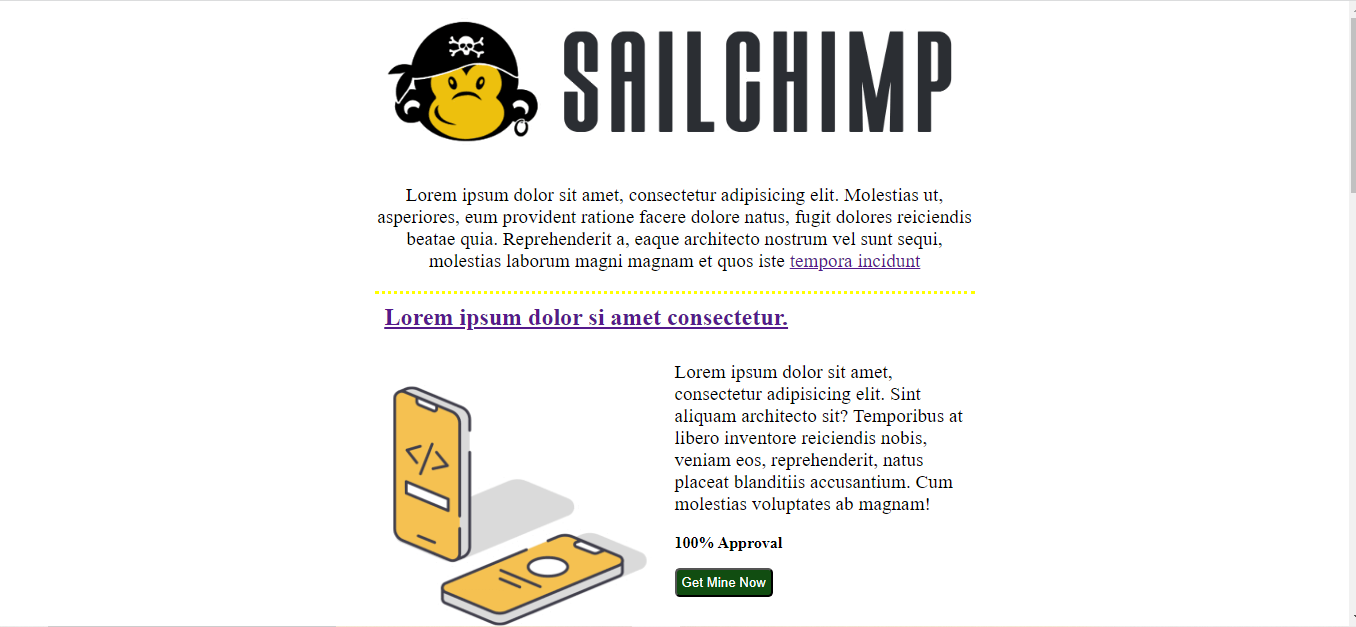 SAILCHIMP
Lorem ipsum dolor sit amet, consectetur adipisicing elit. Molestias ut,
asperiores, eum provident ratione facere dolore natus, fugit dolores reiciendis
beatae quia. Reprehenderit a, eaque architecto nostrum vel sunt sequi,
molestias laborum magni magnam et quos iste tempora incidunt
Lorem ipsum dolor si amet consectetur.
</>
Lorem ipsum dolor sit amet,
consectetur adipisicing elit. Sint
aliquam architecto sit? Temporibus at
libero inventore reiciendis nobis,
veniam eos, reprehenderit, natus
placeat blanditiis accusantium. Cum
molestias voluptates ab magnam!
100% Approval
Get Mine Now